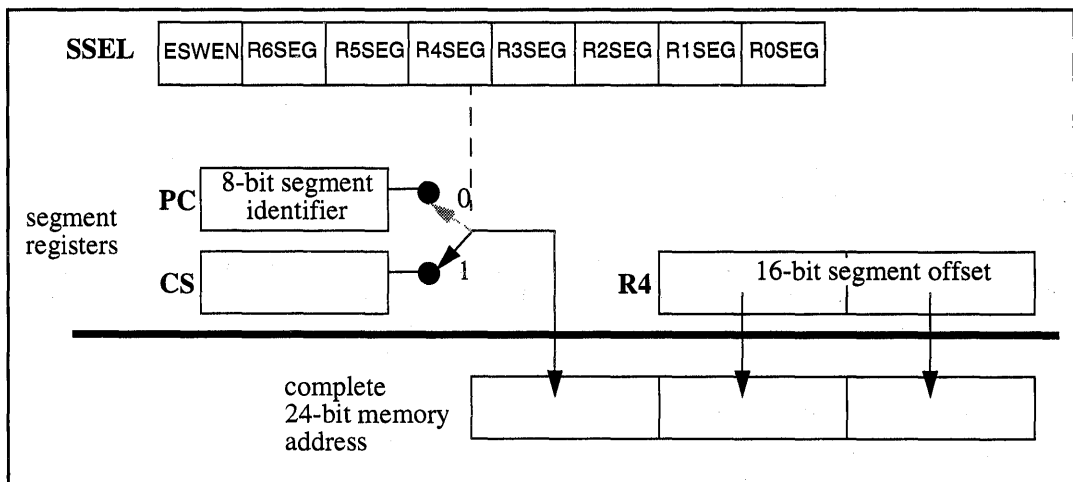 SSEL ESWEN R6SEG R5SEG R4SEG R3SEG R2SEG R1SEG R0SEG
segment
registers
PC 8-bit segment
identifier
0
CS
1
R4 16-bit segment offset
complete
24-bit memory
address